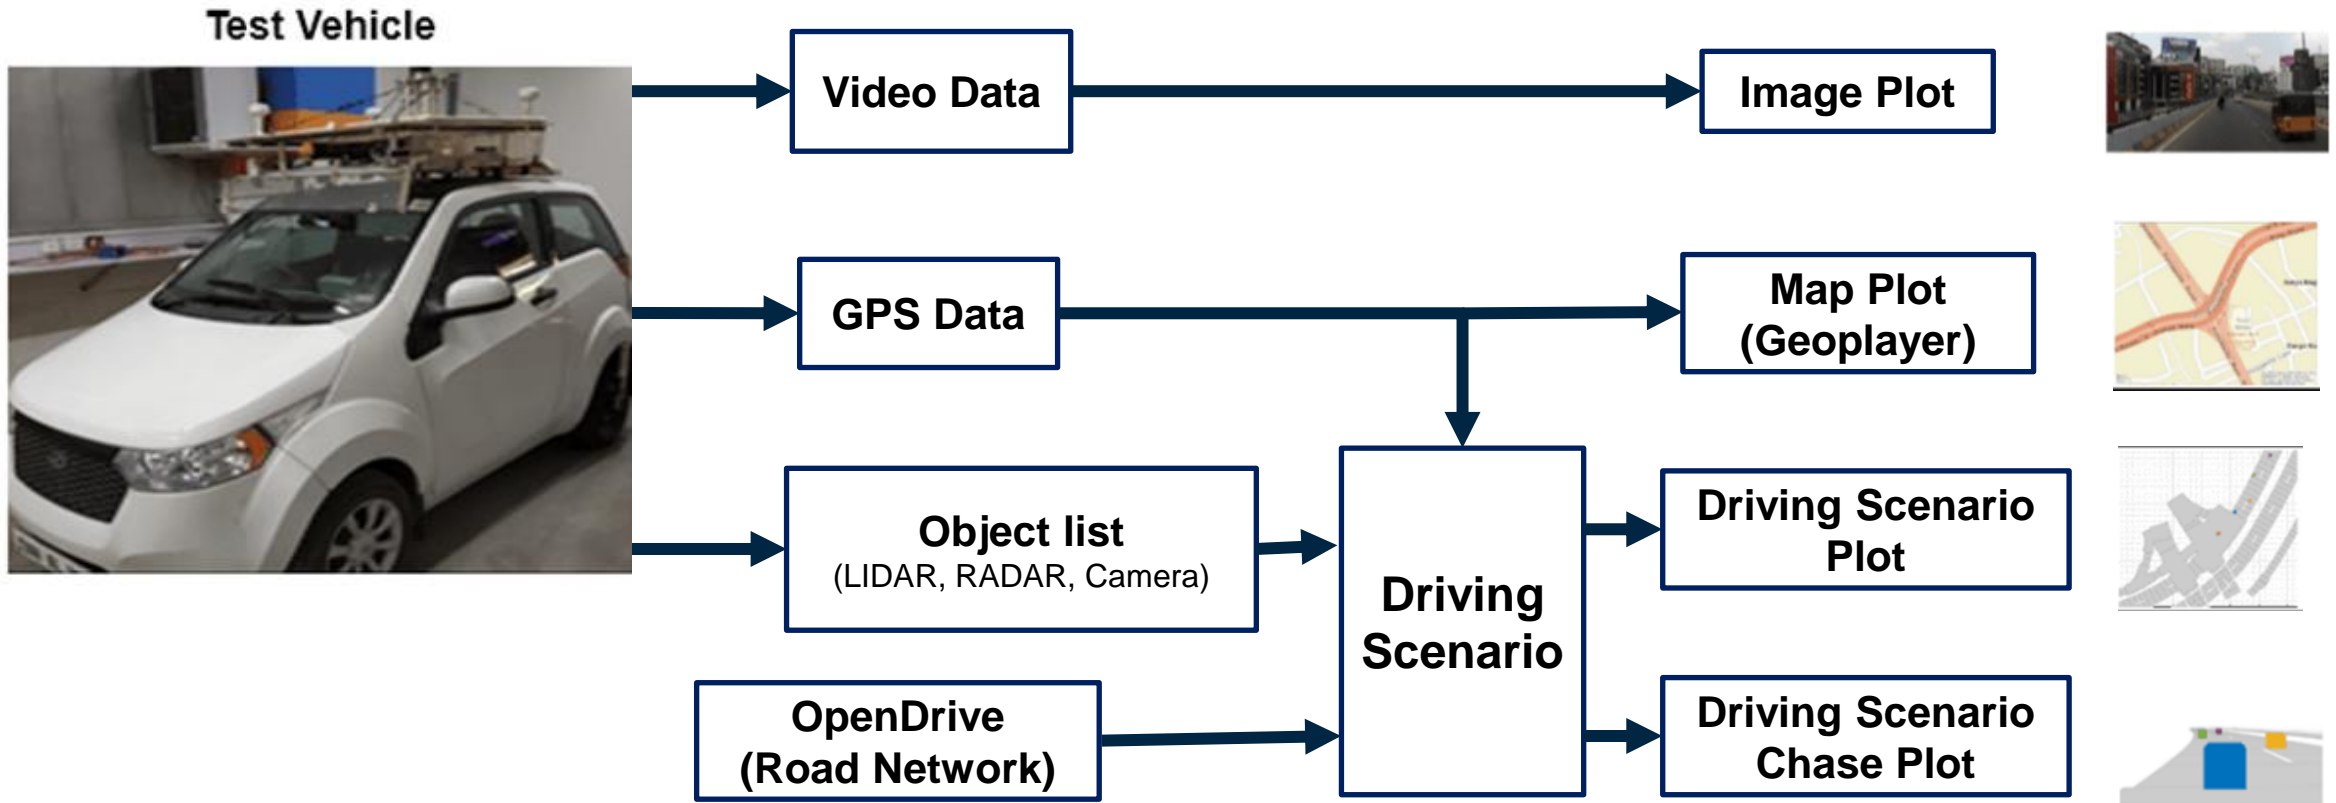 Test Vehicle
Video Data
Image Plot
GPS Data
Map Plot
(Geoplayer)
Object list
(LIDAR, RADAR, Camera)
Driving
Scenario
Driving Scenario
Plot
OpenDrive
(Road Network)
Driving Scenario
Chase Plot